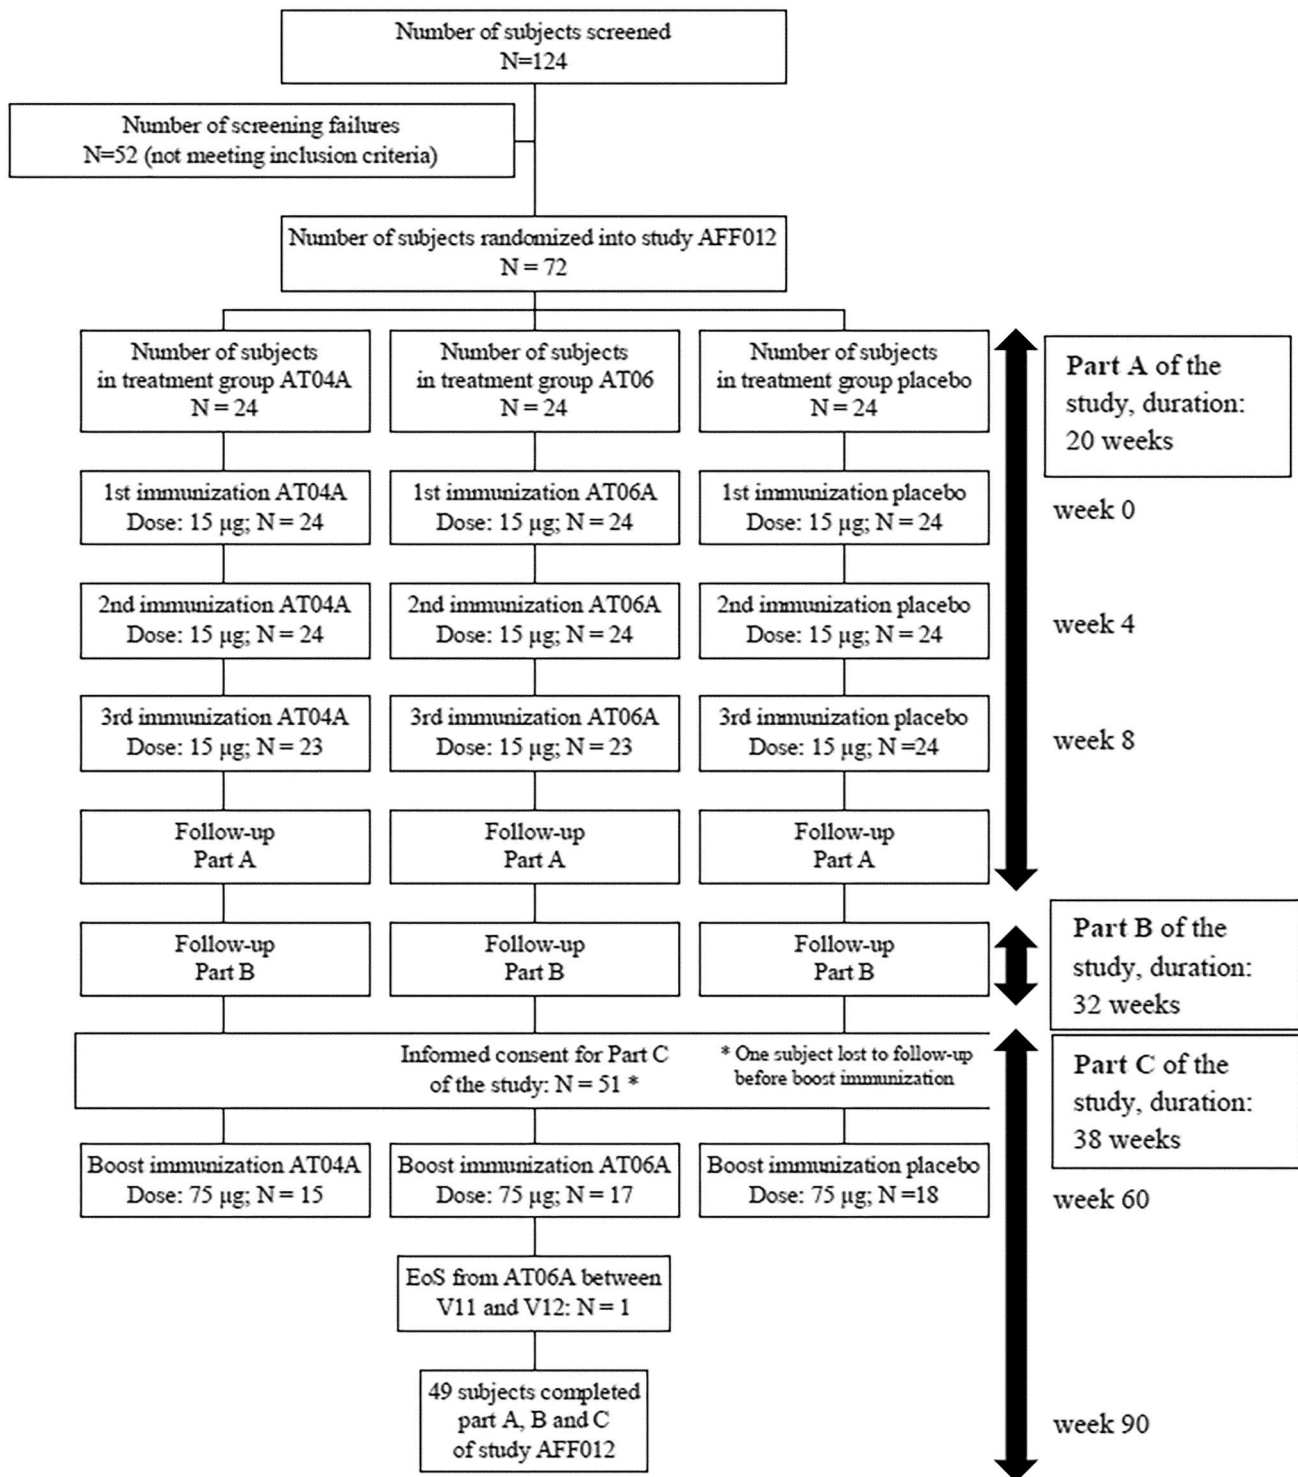 Number of subjects screened
N=124
Number of screening failures
N=52 (not meeting inclusion criteria)
Number of subjects randomized into study AFF012
N = 72
Number of subjects
in treatment group AT04A
N = 24
Number of subjects
in treatment group AT06
N = 24
Number of subjects
in treatment group placebo
N = 24
Part A of the
study, duration:
20 weeks
1st immunization AT04A
Dose: 15 µg; N = 24
1st immunization AT06A
Dose: 15 µg; N = 24
1st immunization placebo
Dose: 15 µg; N = 24
week 0
2nd immunization AT04A
Dose: 15 µg; N = 24
2nd immunization AT06A
Dose: 15 µg; N = 24
2nd immunization placebo
Dose: 15 µg; N = 24
week 4
3rd immunization AT04A
Dose: 15 µg; N = 23
3rd immunization AT06A
Dose: 15 µg; N = 23
3rd immunization placebo
Dose: 15 µg; N =24
week 8
Follow-up
Part A
Follow-up
Part A
Follow-up
Part A
Follow-up
Part B
Follow-up
Part B
Follow-up
Part B
Part B of the
study, duration:
32 weeks
Informed consent for Part C
of the study: N = 51 *
* One subject lost to follow-up
before boost immunization
Part C of the
study, duration:
38 weeks
Boost immunization AT04A
Dose: 75 µg; N = 15
Boost immunization AT06A
Dose: 75 µg; N = 17
Boost immunization placebo
Dose: 75 µg; N =18
week 60
EoS from AT06A between
V11 and V12: N = 1
49 subjects completed
part A, B and C
of study AFF012
week 90